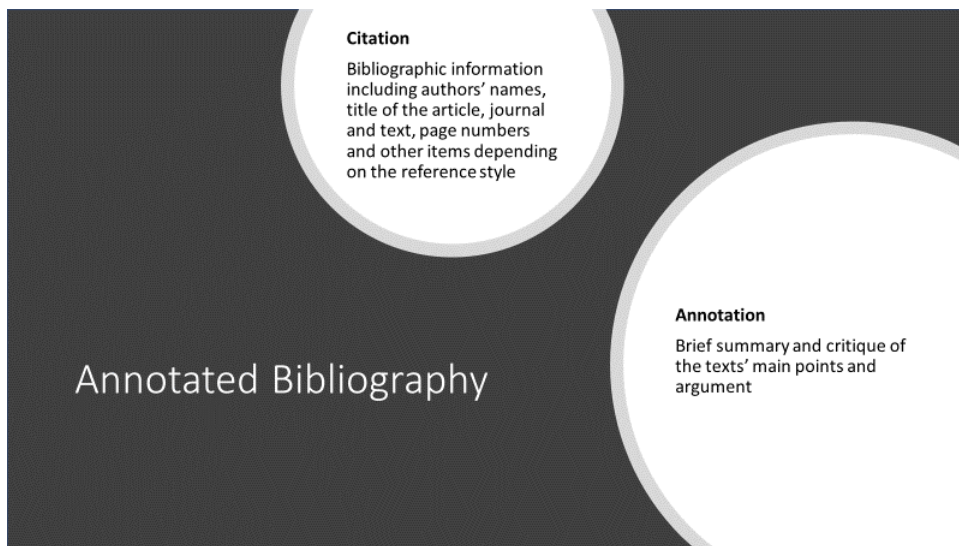 Citation
Bibliographic information
including authors’ names,
title of the article, journal
and text, page numbers
and other items depending
on the reference style
Annotation
Brief summary and critique of
the texts’ main points and
argument
Annotated Bibliography